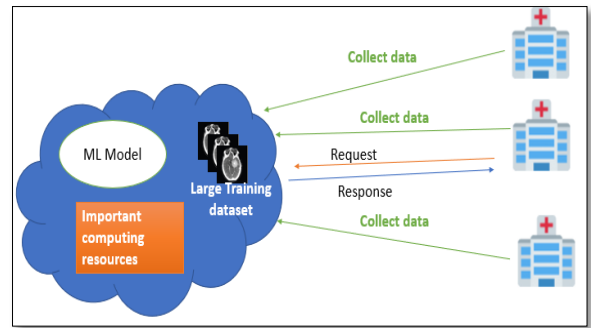 Collect data
Collect data
ML Model
Request
Large Training
dataset
Response
Important
computing
resources
Collect data